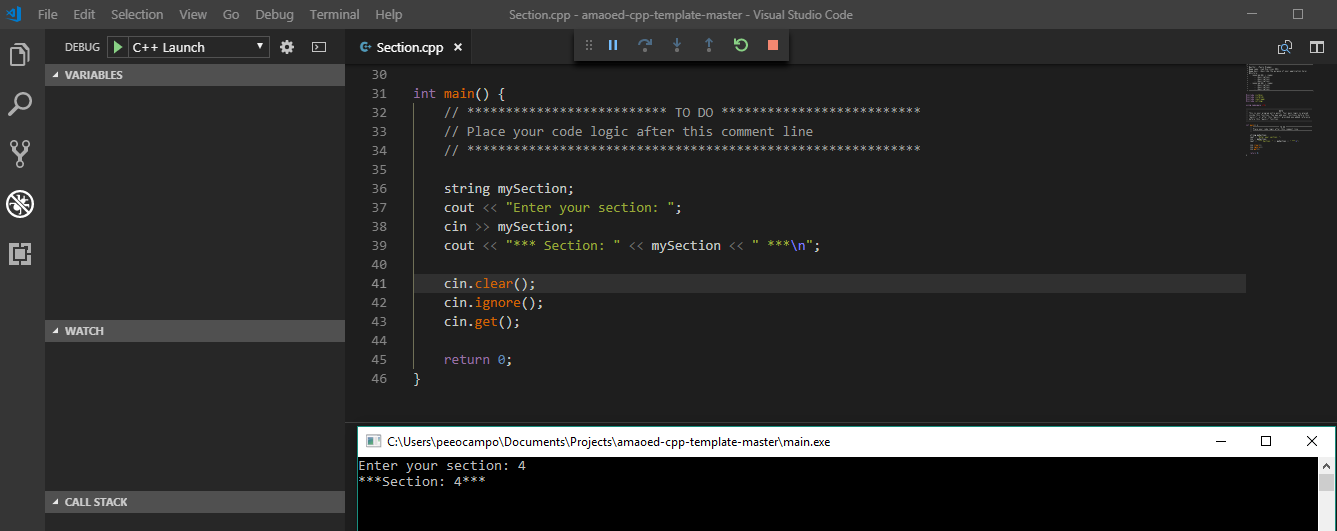 File Edit Selection View Go Debug Terminal Help
Section.cpp - amaoed-cpp-template-master - Visual Studio Code
DEBUG C++ Launch
Section.cpp
VARIABLES
WATCH
CALL STACK
30
31 int main() {
32 // ************************** TO DO **************************
33 // Place your code logic after this comment line
34 // ***********************************************************
35
36 string mySection;
37 cout << "Enter your section: ";
38 cin >> mySection;
39 cout << "*** Section: " << mySection << " ***\n";
40
41 cin.clear();
42 cin.ignore();
43 cin.get();
44
45 return 0;
46 }
C:\Users\peeocampo\Documents\Projects\amaoed-cpp-template-master\main.exe
Enter your section: 4
***Section: 4***